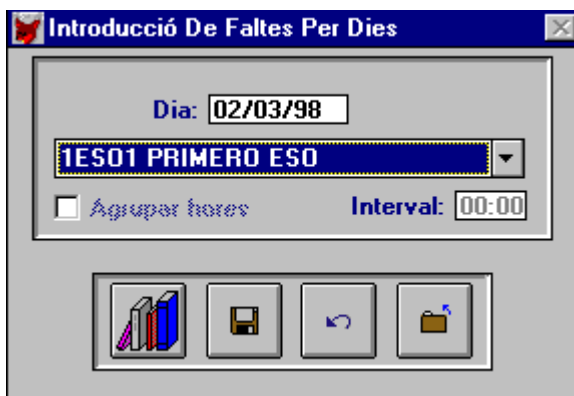 Introducció De Faltes Per Dies
Dia: 02/03/98
1ESO1 PRIMERO ESO
Agrupar hores Interval: 00:00